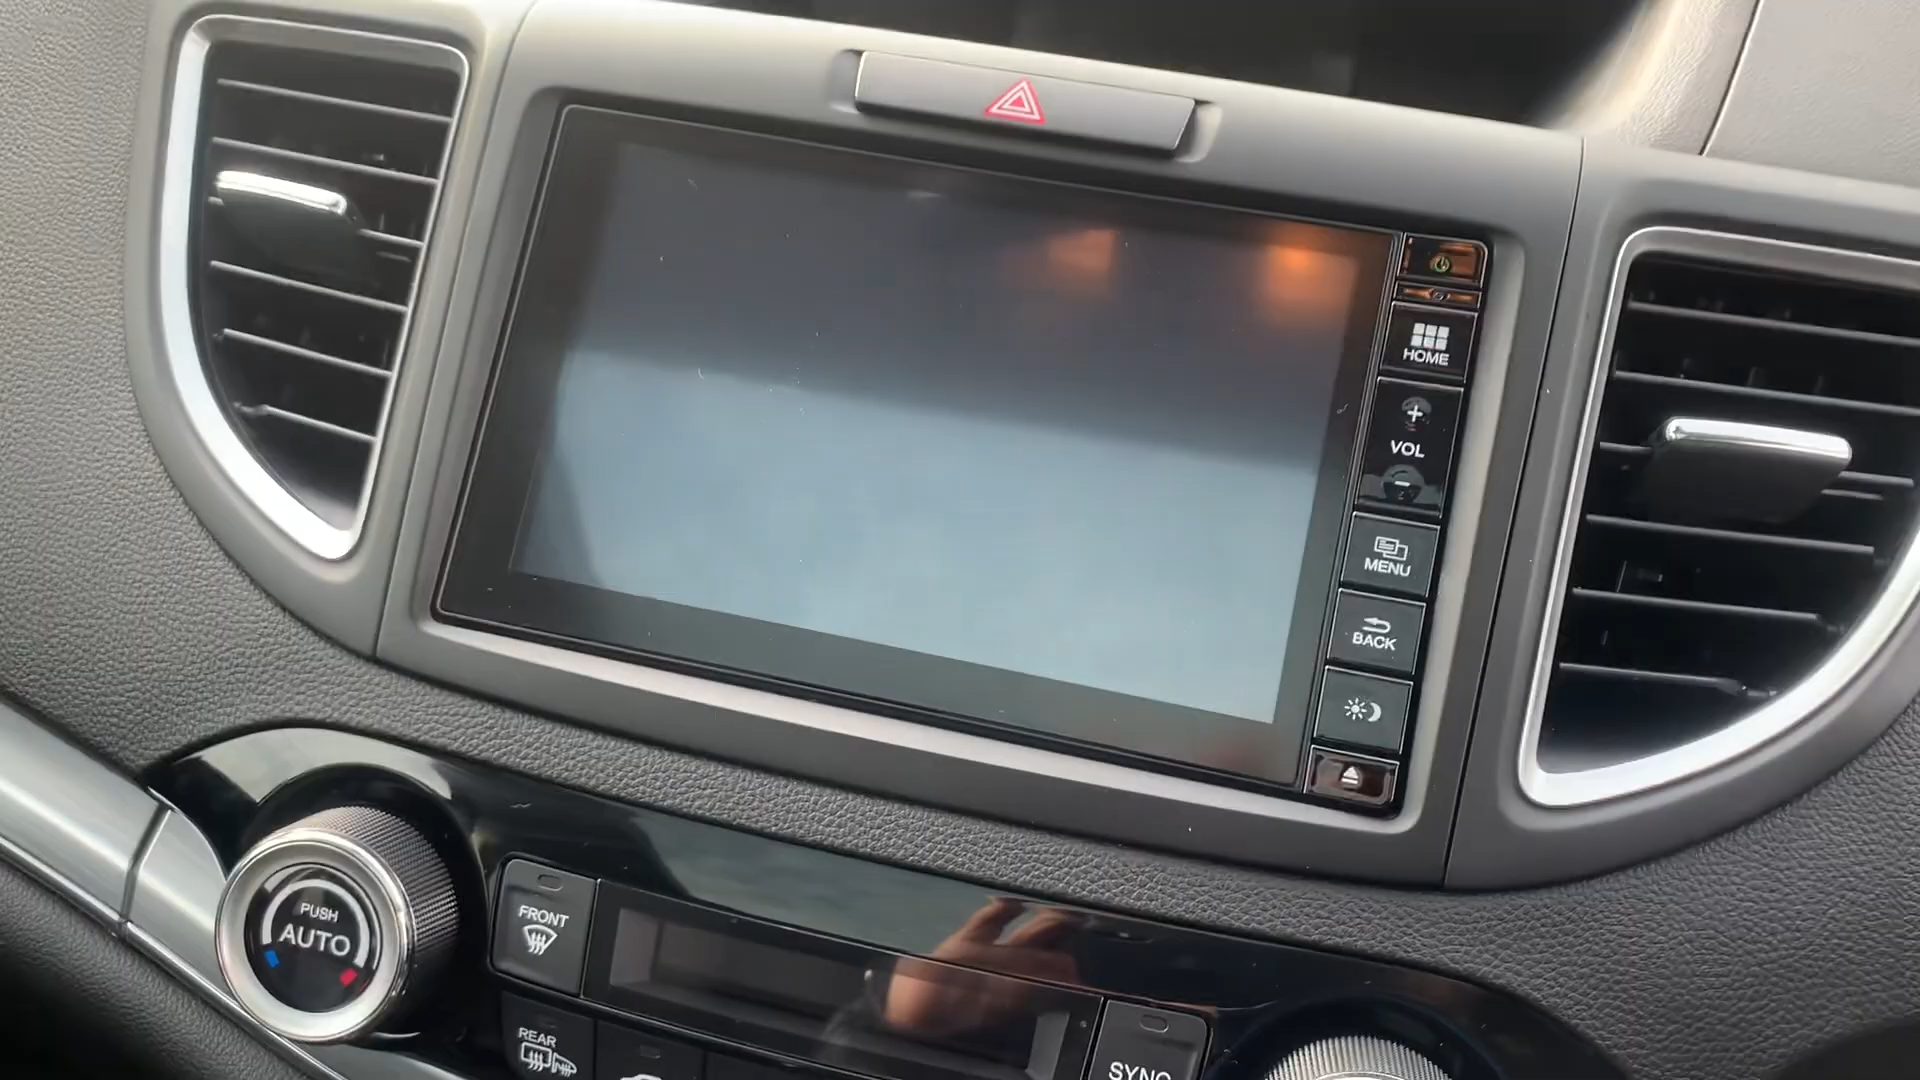 HOME
+
VOL
-
MENU
BACK
PUSH
AUTO
FRONT
REAR
SYNC